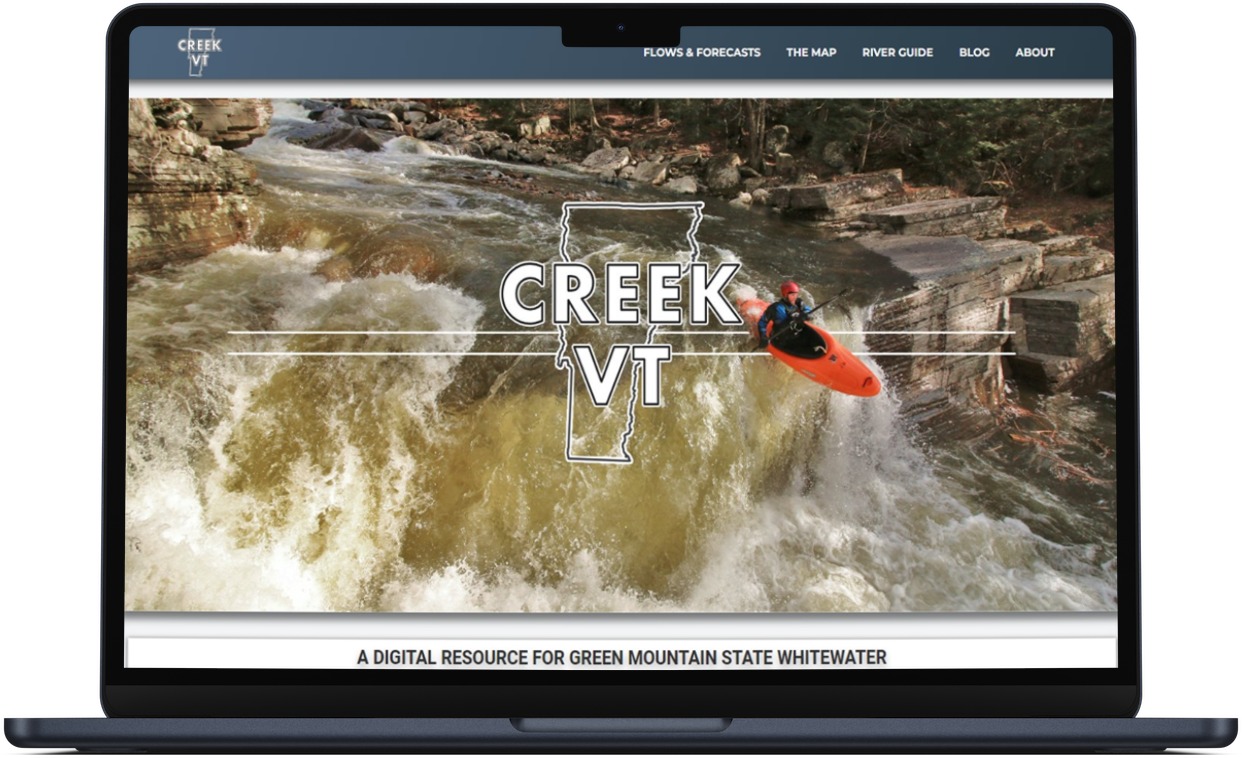 CREEK
VT
FLOWS & FORECASTS THE MAP RIVER GUIDE BLOG ABOUT
CREEK
VT
A DIGITAL RESOURCE FOR GREEN MOUNTAIN STATE WHITEWATER